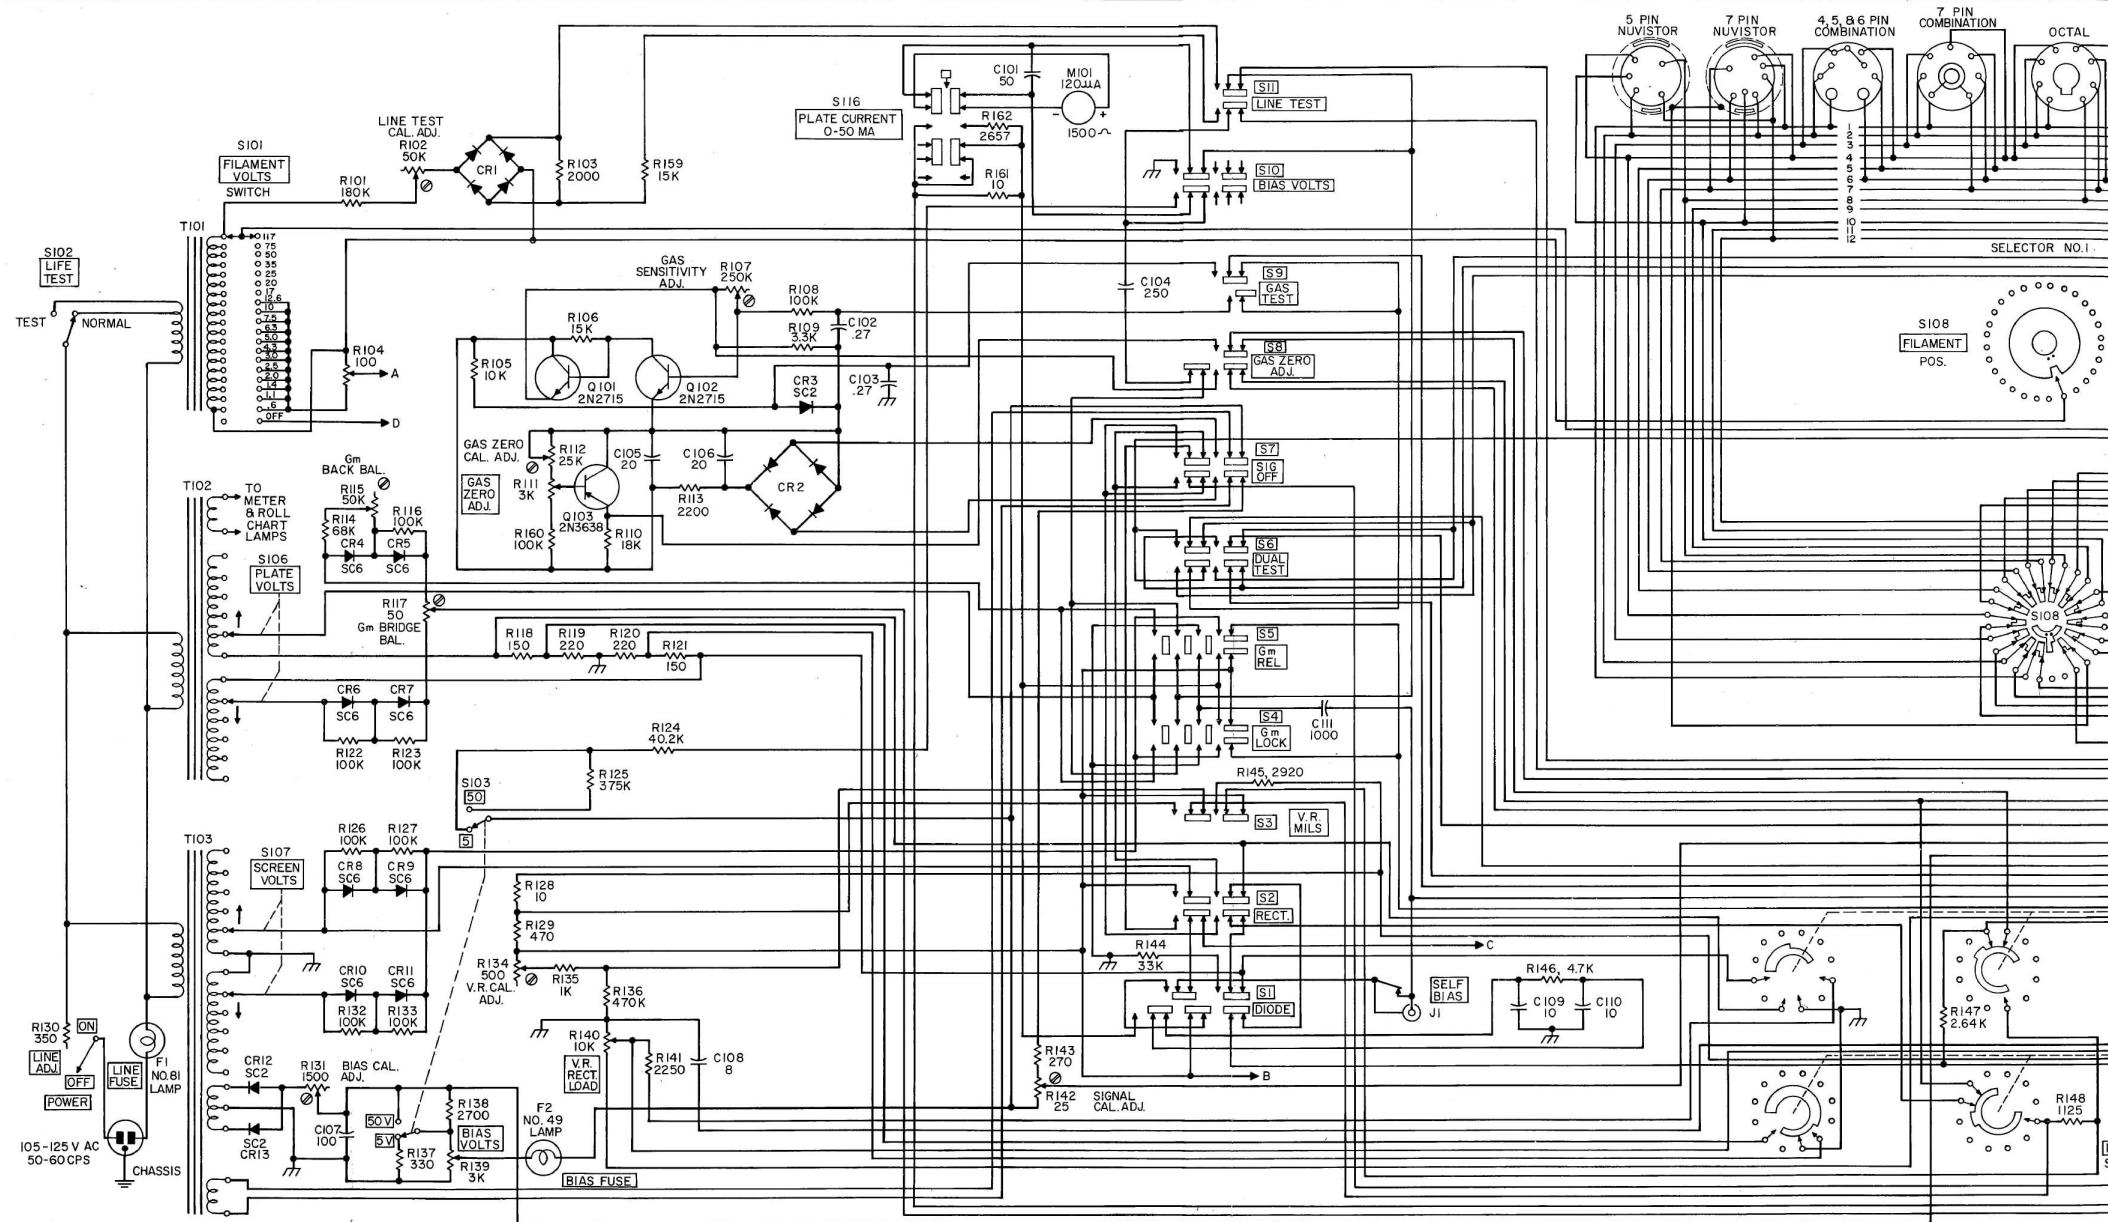 5 PIN
NUVISTOR
7 PIN
NUVISTOR
4, 5, & 6 PIN
COMBINATION
7 PIN
COMBINATION
OCTAL
S101
FILAMENT
VOLTS
SWITCH
LINE TEST
CAL. ADJ.
R102
50K
R101
180K
CR1
R103
2000
R159
15K
S116
PLATE CURRENT
0-50 MA
C101
50
M101
120µA
-
+
1500
R162
2657
R161
10
S11
LINE TEST
S10
BIAS VOLTS
1
2
3
4
5
6
7
8
9
10
11
12
SELECTOR NO.1
S102
LIFE
TEST
TEST
NORMAL
T101
117
75
50
35
25
20
17
12.6
10
7.5
6.3
5.0
4.3
3.0
2.5
2.0
1.4
1.1
.6
OFF
R104
100
A
D
GAS
SENSITIVITY
ADJ.
R107
250K
R108
100K
R109
3.3K
C102
.27
R106
15K
R105
10K
Q101
2N2715
Q102
2N2715
CR3
SC2
C103
.27
C104
250
S9
GAS
TEST
S8
GAS ZERO
ADJ.
S108
FILAMENT
POS.
GAS ZERO
CAL. ADJ.
R112
25K
GAS
ZERO
ADJ.
R111
3K
C105
20
C106
20
R113
2200
CR2
Q103
2N3638
R160
100K
R110
18K
S7
SIG
OFF
S6
DUAL
TEST
Gm
BACK BAL.
R115
50K
R114
68K
R116
100K
CR4
SC6
CR5
SC6
T102
TO
METER
& ROLL
CHART
LAMPS
S106
PLATE
VOLTS
R117
50
Gm BRIDGE
BAL.
R118
150
R119
220
R120
220
R121
150
S5
Gm
REL
S108
CR6
SC6
CR7
SC6
R122
100K
R123
100K
R124
40.2K
R125
375K
S4
Gm
LOCK
C111
1000
S103
50
5
R145, 2920
S3
V.R.
MILS
T103
S107
SCREEN
VOLTS
R126
100K
R127
100K
CR8
SC6
CR9
SC6
R128
10
R129
470
S2
RECT.
C
R134
500
V.R. CAL.
ADJ.
R135
1K
R136
470K
R144
33K
CR10
SC6
CR11
SC6
R132
100K
R133
100K
S1
DIODE
SELF
BIAS
J1
R146, 4.7K
C109
10
C110
10
R147
2.64K
R130
350
ON
LINE
ADJ.
OFF
POWER
LINE
FUSE
F1
NO.81
LAMP
105-125 V AC
50-60 CPS
CHASSIS
CR12
SC2
SC2
CR13
R131
1500
BIAS CAL.
ADJ.
C107
100
50V
5V
R138
2700
BIAS
VOLTS
R137
330
R139
3K
F2
NO. 49
LAMP
BIAS FUSE
R140
10K
V.R.
RECT.
LOAD
R141
2250
C108
8
R143
270
R142
25
SIGNAL
CAL. ADJ.
B
R148
1125